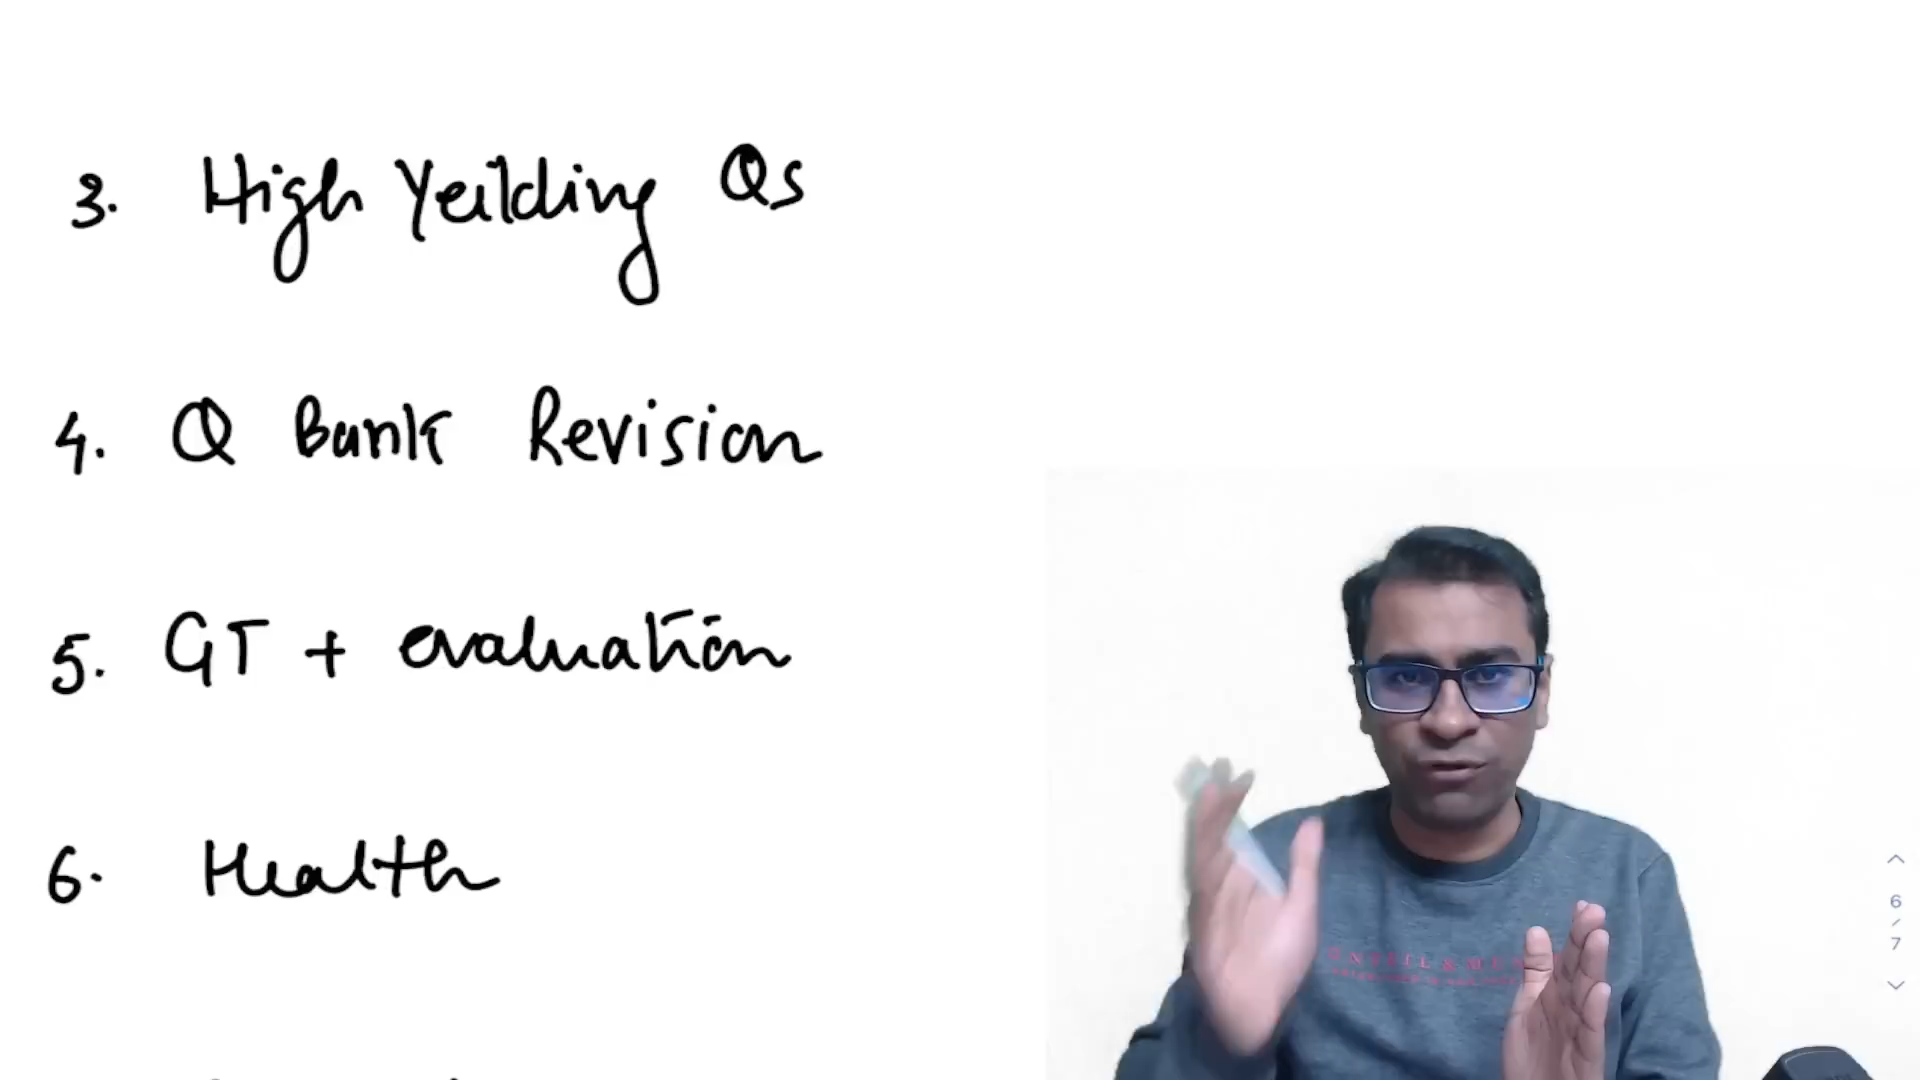 3. High Yeilding Qs
4. Q Bank Revision
5. GT + evaluation
6. Health
6
/
7